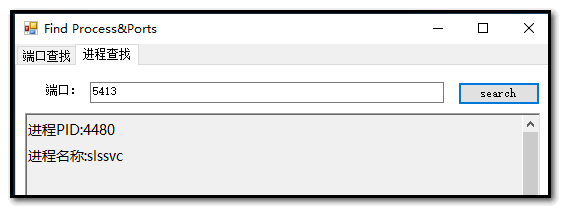 Find Process&Ports
端口查找 进程查找
端口： 5413 search
进程PID:4480
进程名称:slssvc